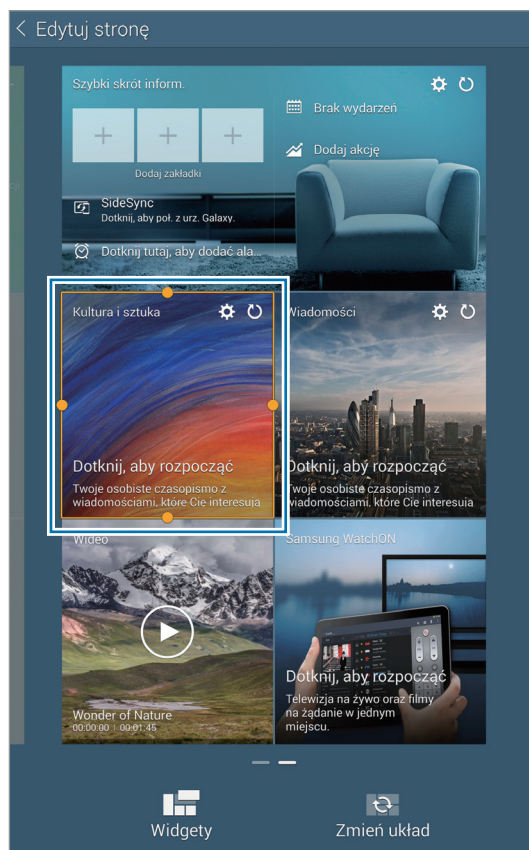 Edytuj stronę
Szybki skrót inform.
Dodaj zakładki
SideSync
Dotknij, aby poł. z urz. Galaxy.
Dotknij tutaj, aby dodać ala...
Brak wydarzeń
Dodaj akcję
Kultura i sztuka
Dotknij, aby rozpocząć
Twoje osobiste czasopismo z
wiadomościami, które Cię interesują
Wiadomości
Dotknij, aby rozpocząć
Twoje osobiste czasopismo z
wiadomościami, które Cię interesują
Wideo
Wonder of Nature
00:00:00 | 00:01:45
Samsung WatchON
Dotknij, aby rozpocząć
Telewizja na żywo oraz filmy
na żądanie w jednym
miejscu.
Widgety
Zmień układ